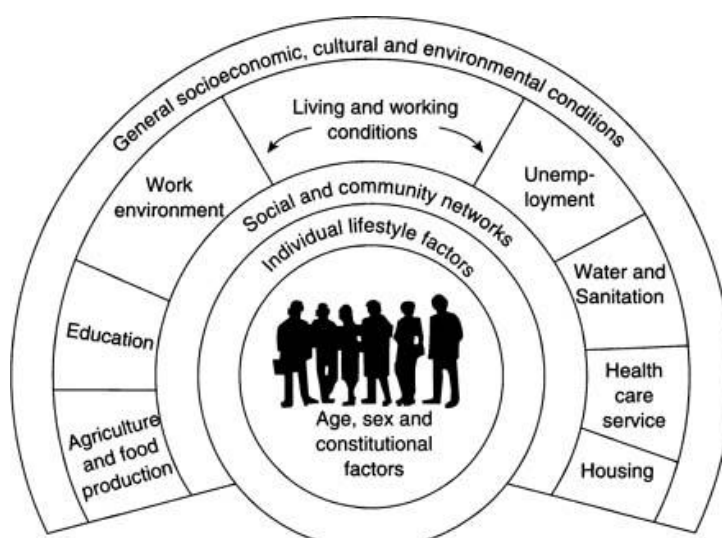 General socioeconomic, cultural and environmental conditions
Living and working
conditions
Work
environment
Unemp-
loyment
Social and community networks
Individual lifestyle factors
Water and
Sanitation
Education
Health
care
service
Agriculture
and food
production
Age, sex and
constitutional
factors
Housing